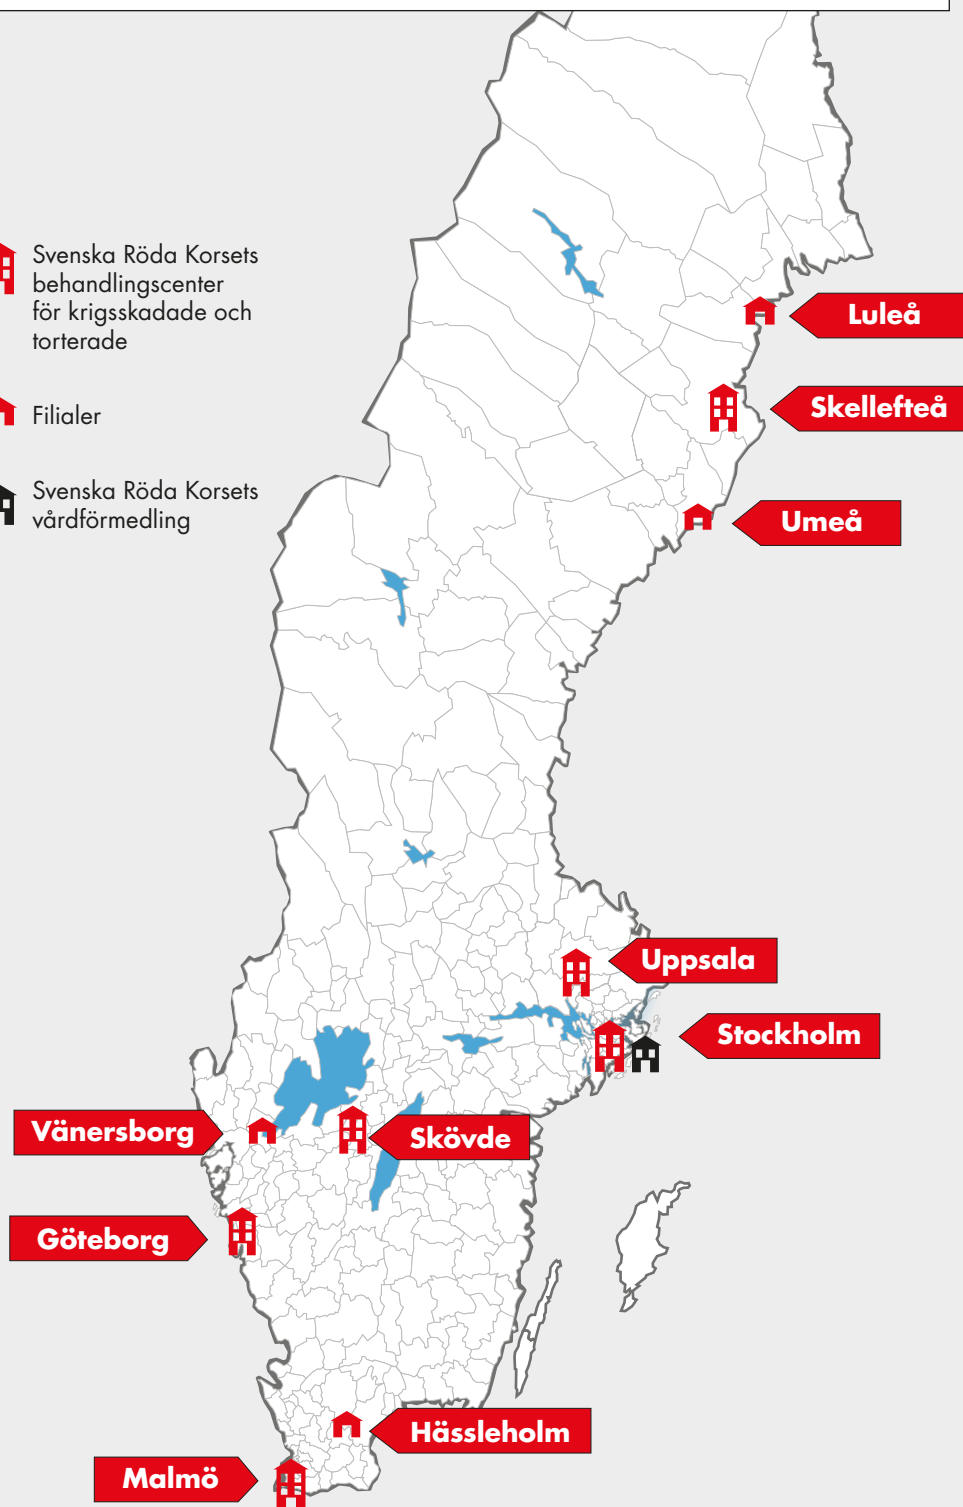 Svenska Röda Korsets
behandlingscenter
för krigsskadade och
torterade
Filialer
Svenska Röda Korsets
vårdförmedling
Luleå
Skellefteå
Umeå
Uppsala
Stockholm
Vänersborg
Skövde
Göteborg
Hässleholm
Malmö